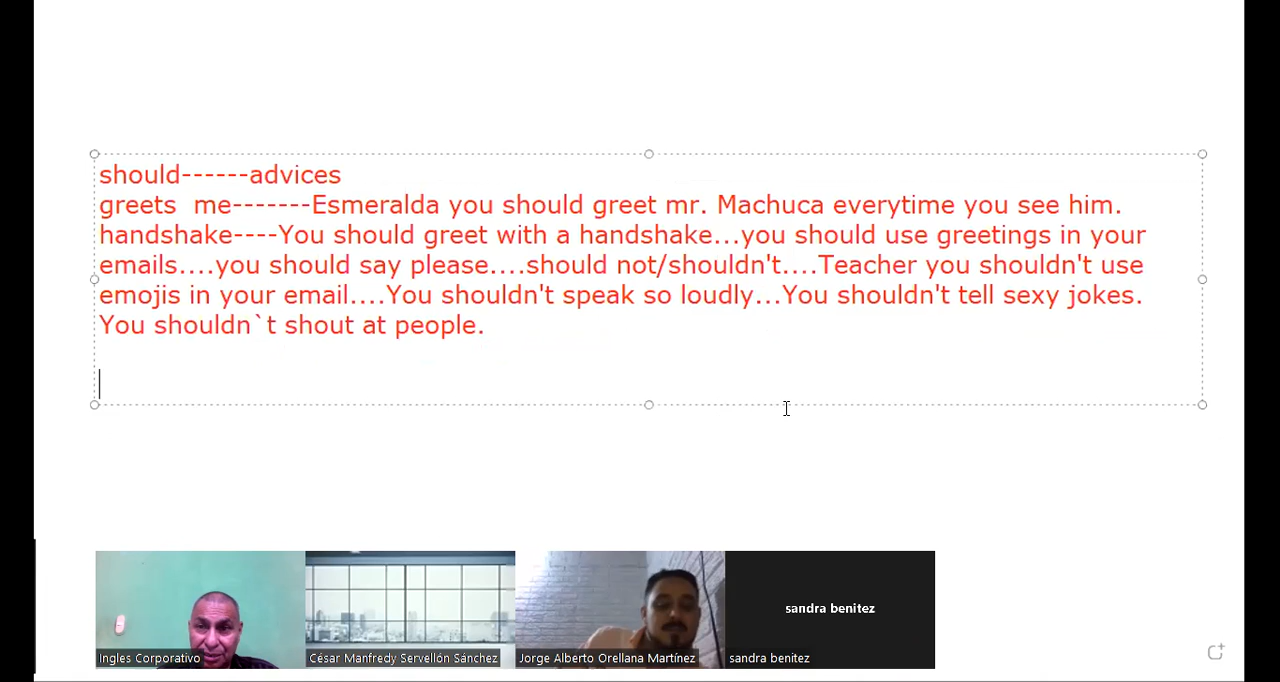 should------advices
greets  me-------Esmeralda you should greet mr. Machuca everytime you see him.
handshake----You should greet with a handshake...you should use greetings in your
emails....you should say please....should not/shouldn't....Teacher you shouldn't use
emojis in your email....You shouldn't speak so loudly...You shouldn't tell sexy jokes.
You shouldn`t shout at people.
sandra benitez
Ingles Corporativo
César Manfredy Servellón Sánchez
Jorge Alberto Orellana Martínez
sandra benitez